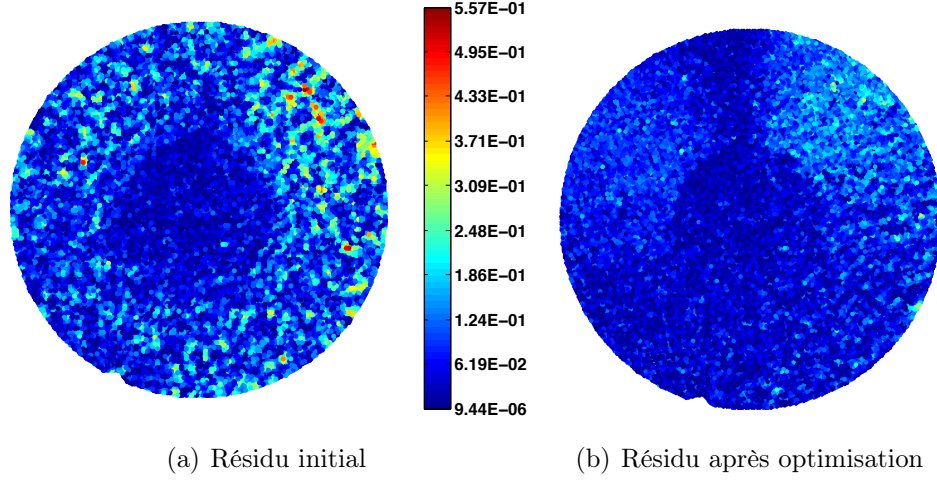 5.57E−01
4.95E−01
4.33E−01
3.71E−01
3.09E−01
2.48E−01
1.86E−01
1.24E−01
6.19E−02
9.44E−06
(a) Résidu initial
(b) Résidu après optimisation